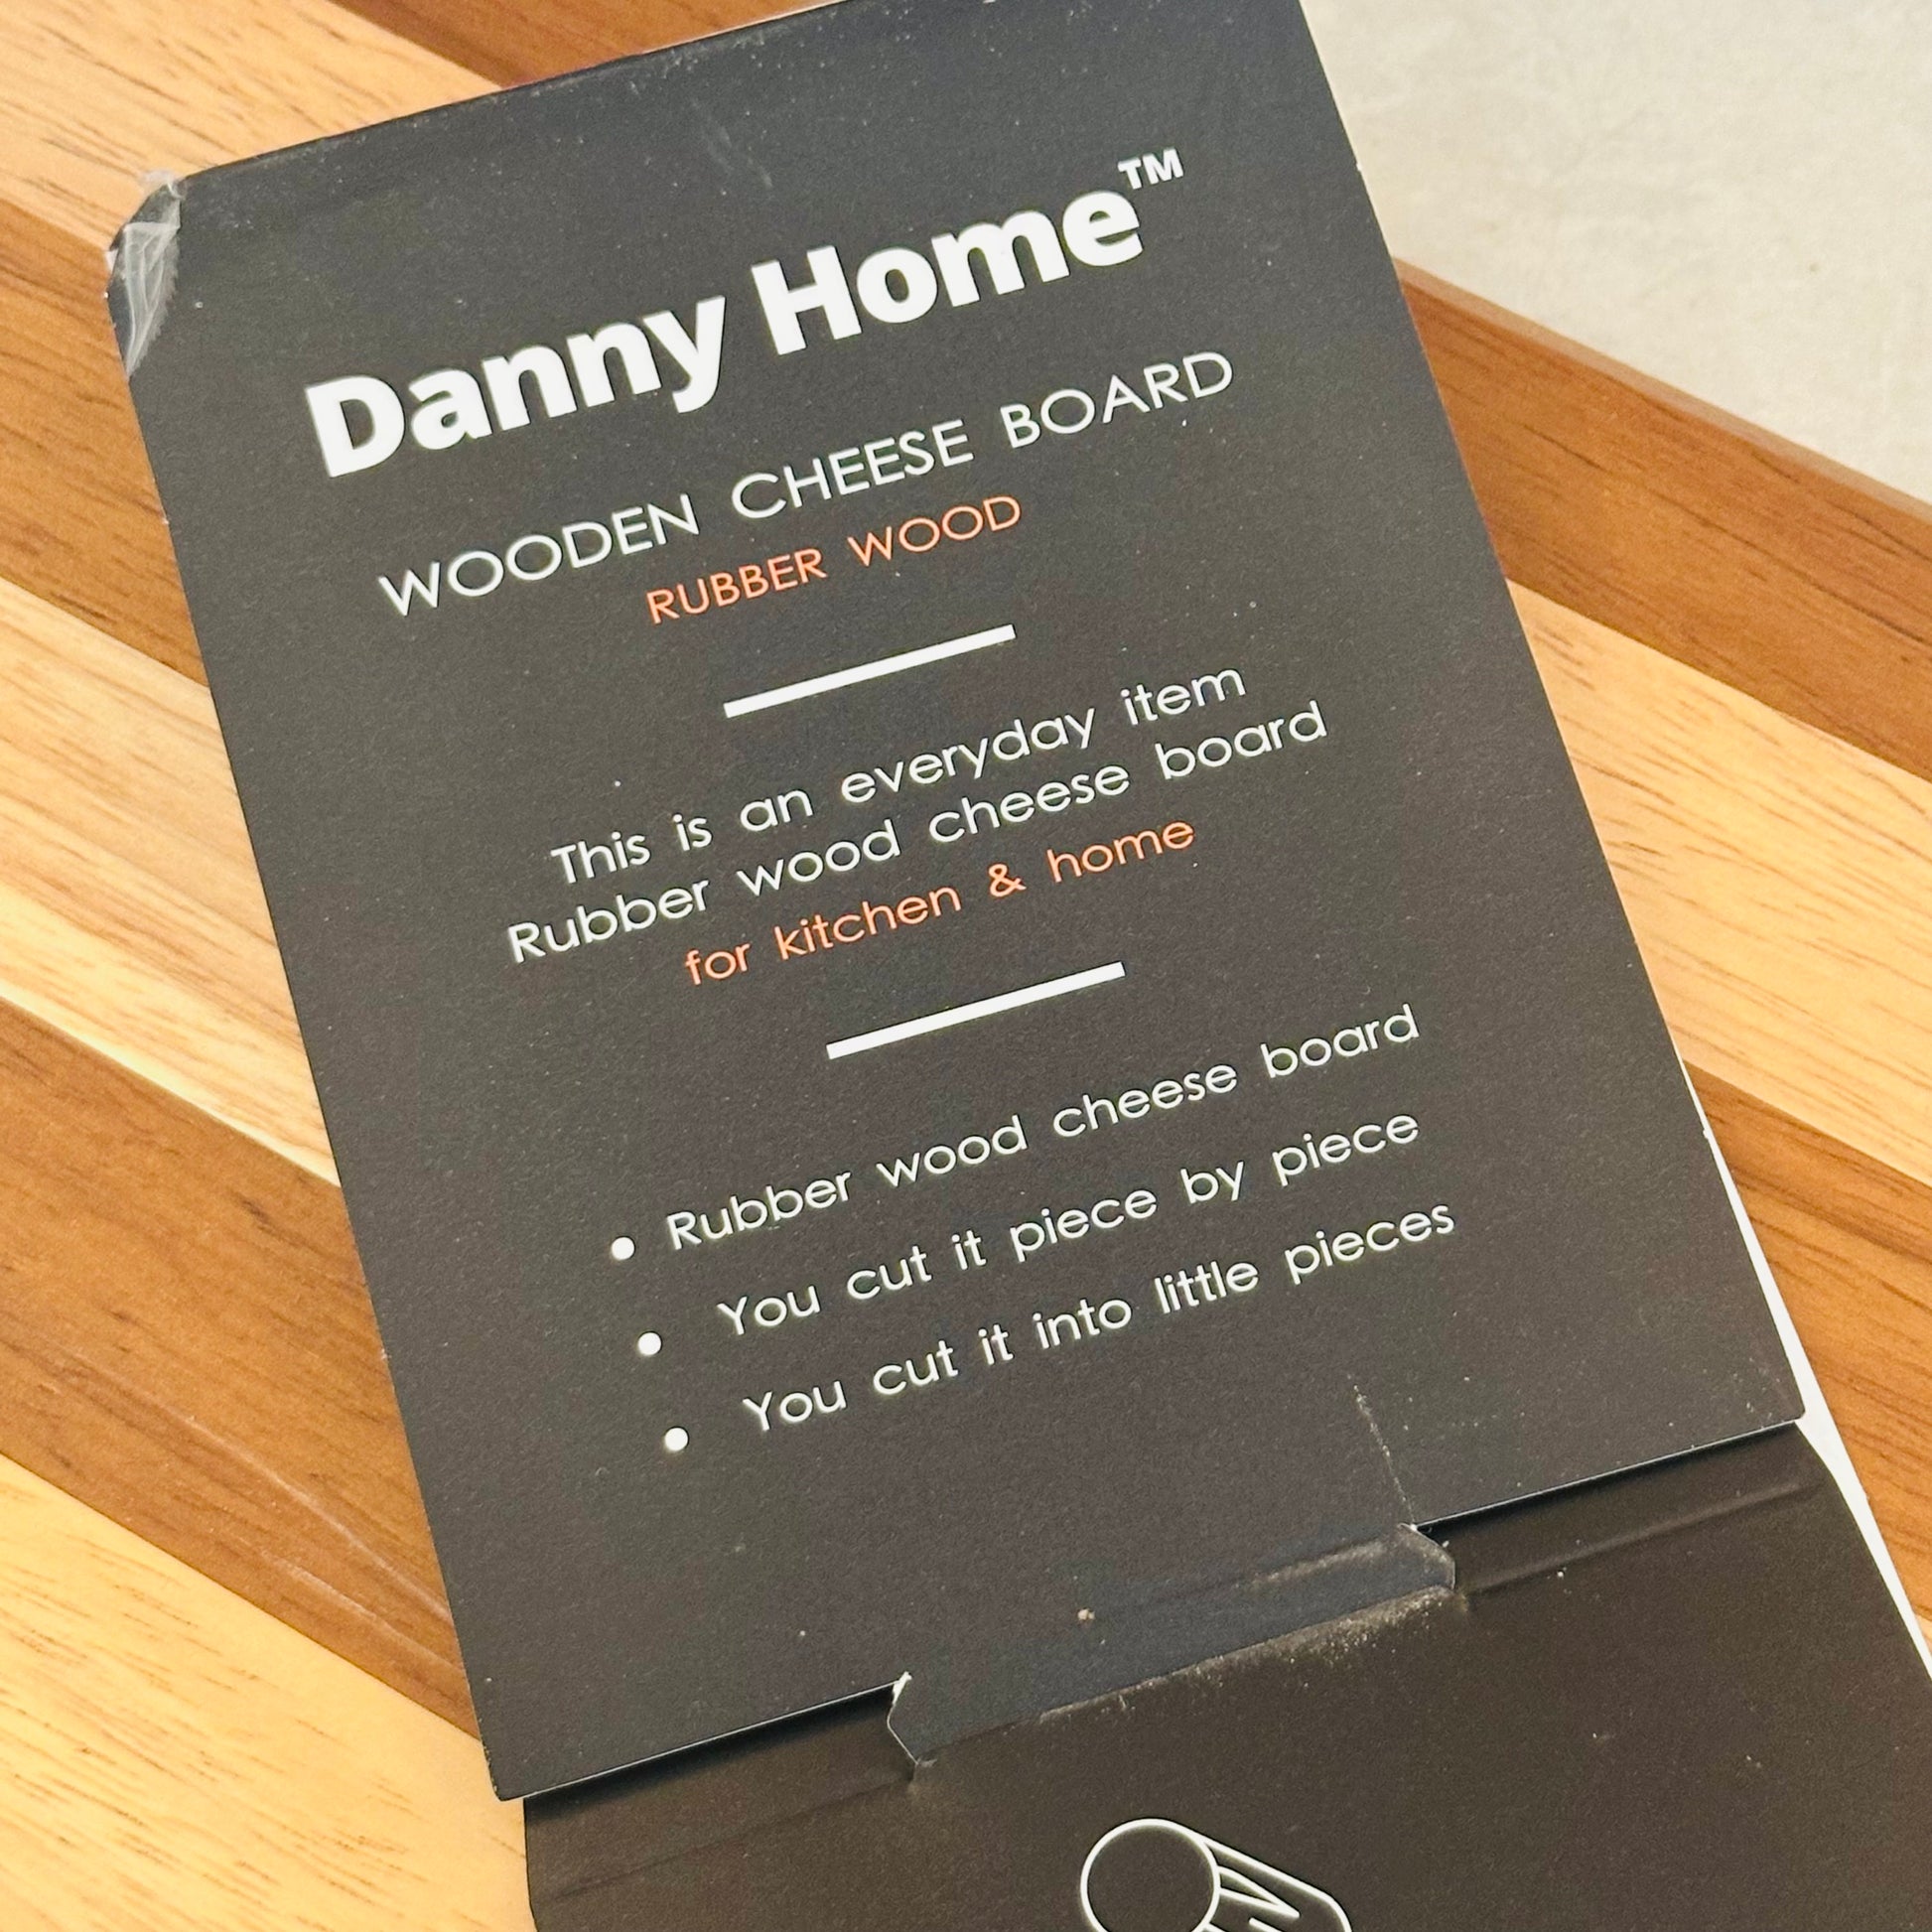 Danny Home™
WOODEN CHEESE BOARD
RUBBER WOOD
This is an everyday item
Rubber wood cheese board
for kitchen & home
• Rubber wood cheese board
• You cut it piece by piece
• You cut it into little pieces